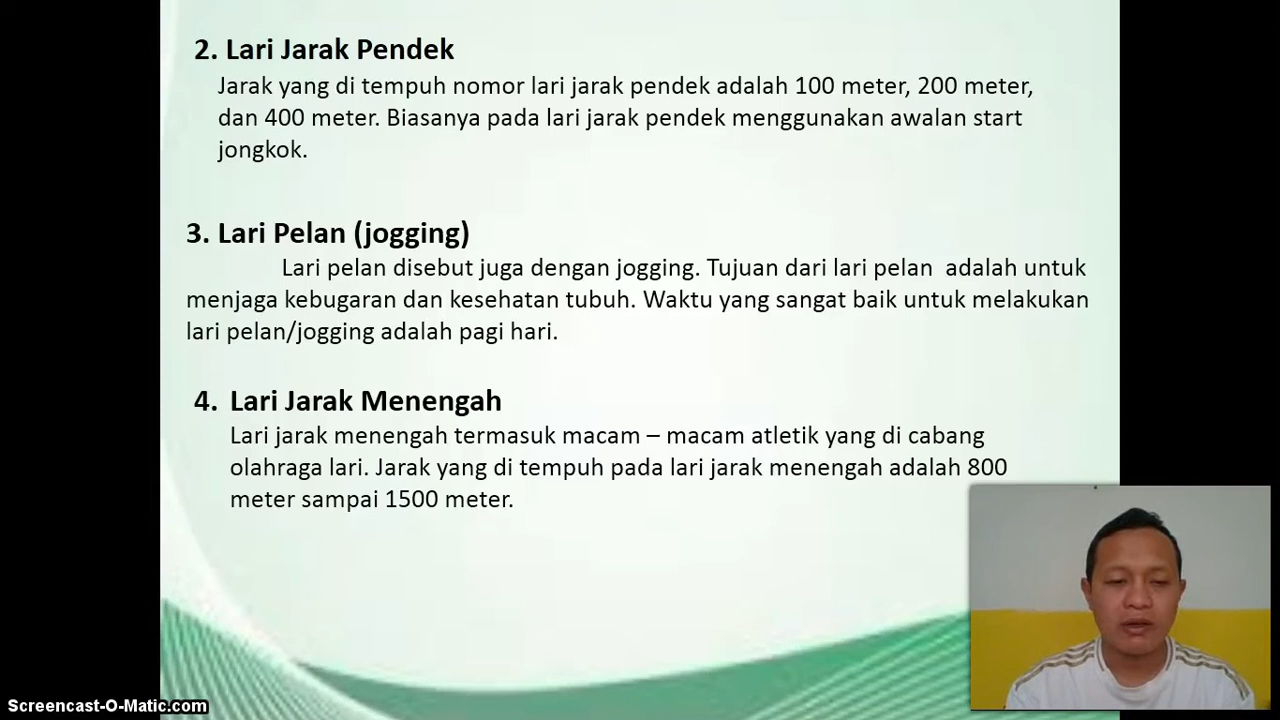 2. Lari Jarak Pendek
Jarak yang di tempuh nomor lari jarak pendek adalah 100 meter, 200 meter,
dan 400 meter. Biasanya pada lari jarak pendek menggunakan awalan start
jongkok.
3. Lari Pelan (jogging)
Lari pelan disebut juga dengan jogging. Tujuan dari lari pelan adalah untuk
menjaga kebugaran dan kesehatan tubuh. Waktu yang sangat baik untuk melakukan
lari pelan/jogging adalah pagi hari.
4. Lari Jarak Menengah
Lari jarak menengah termasuk macam – macam atletik yang di cabang
olahraga lari. Jarak yang di tempuh pada lari jarak menengah adalah 800
meter sampai 1500 meter.
Screencast-O-Matic.com